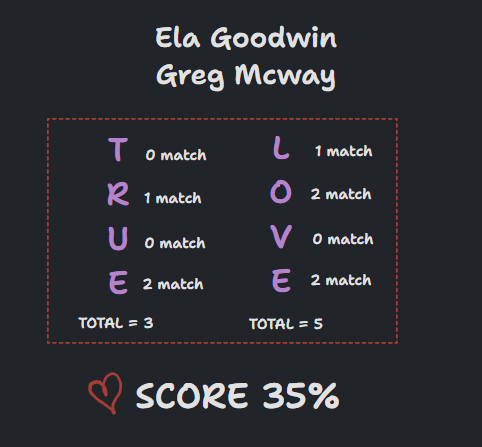 Ela Goodwin
Greg Mcway
T 0 match
R 1 match
U 0 match
E 2 match
TOTAL = 3
L 1 match
O 2 match
V 0 match
E 2 match
TOTAL = 5
SCORE 35%